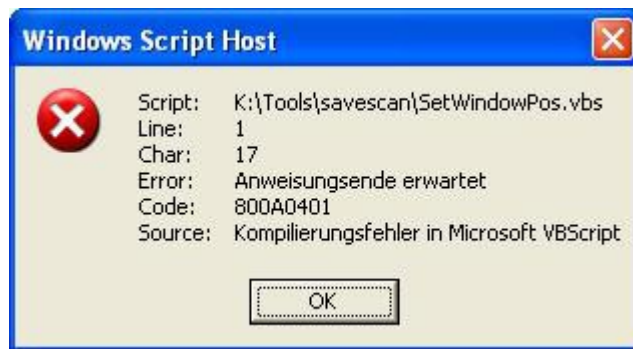 Windows Script Host
Script: K:\Tools\savescan\SetWindowPos.vbs
Line: 1
Char: 17
Error: Anweisungsende erwartet
Code: 800A0401
Source: Kompilierungsfehler in Microsoft VBScript
OK